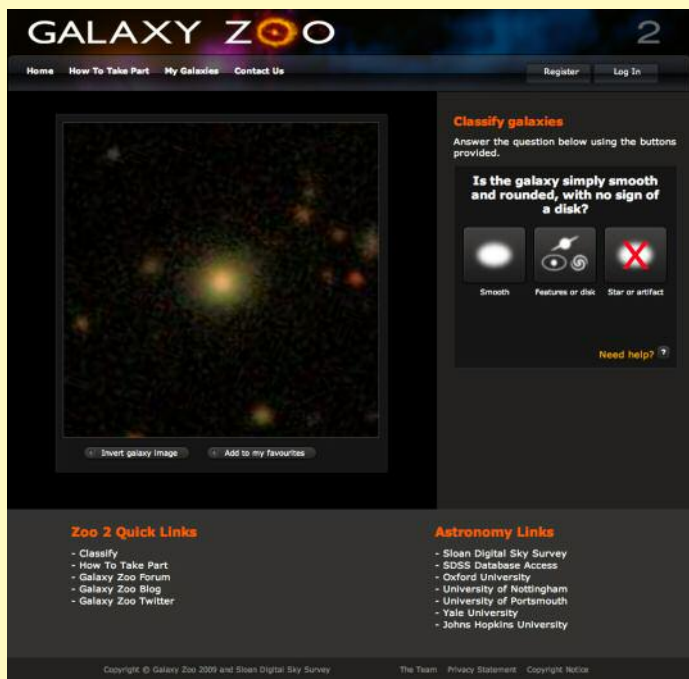 GALAXY ZOO 2
Home How To Take Part My Galaxies Contact Us Register Log In
Classify galaxies
Answer the question below using the buttons
provided.
Is the galaxy simply smooth
and rounded, with no sign of
a disk?
Smooth Features or disk Star or artifact
Need help? ?
Invert galaxy image Add to my favourites
Zoo 2 Quick Links
- Classify
- How To Take Part
- Galaxy Zoo Forum
- Galaxy Zoo Blog
- Galaxy Zoo Twitter
Astronomy Links
- Sloan Digital Sky Survey
- SDSS Database Access
- Oxford University
- University of Nottingham
- University of Portsmouth
- Yale University
- Johns Hopkins University
Copyright © Galaxy Zoo 2009 and Sloan Digital Sky Survey The Team Privacy Statement Copyright Notice